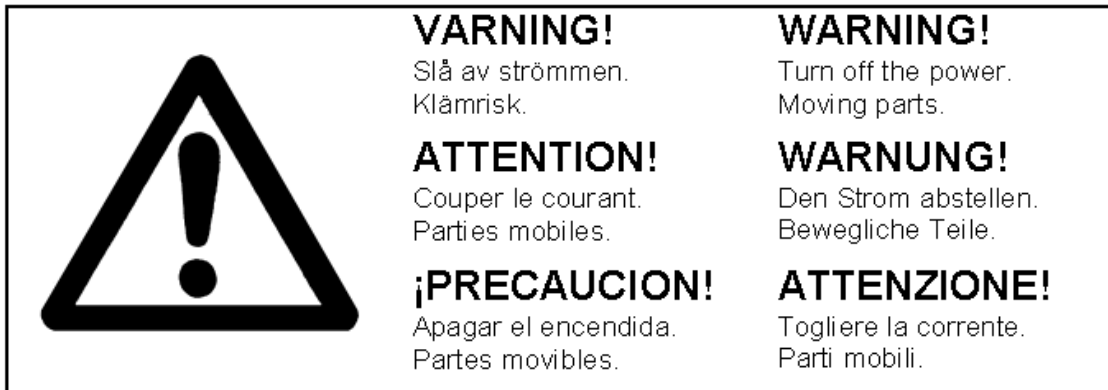 VARNING!
Slå av strömmen.
Klämrisk.
WARNING!
Turn off the power.
Moving parts.
ATTENTION!
Couper le courant.
Parties mobiles.
WARNUNG!
Den Strom abstellen.
Bewegliche Teile.
¡PRECAUCION!
Apagar el encendida.
Partes movibles.
ATTENZIONE!
Togliere la corrente.
Parti mobili.